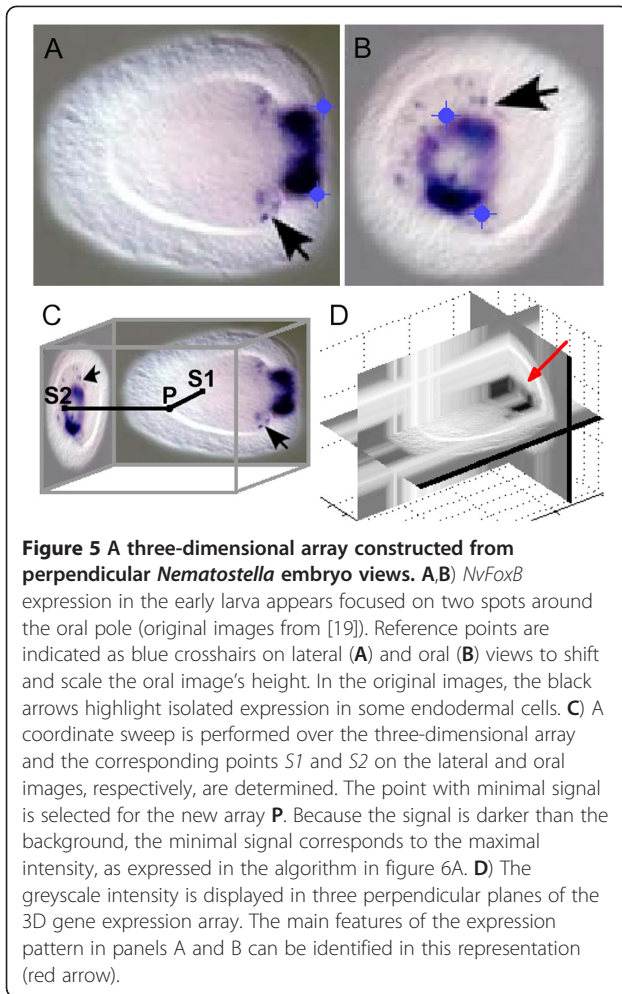 A
B
C
S2
P
S1
D
Figure 5 A three-dimensional array constructed from
perpendicular Nematostella embryo views. A,B) NvFoxB
expression in the early larva appears focused on two spots around
the oral pole (original images from [19]). Reference points are
indicated as blue crosshairs on lateral (A) and oral (B) views to shift
and scale the oral image's height. In the original images, the black
arrows highlight isolated expression in some endodermal cells. C) A
coordinate sweep is performed over the three-dimensional array
and the corresponding points S1 and S2 on the lateral and oral
images, respectively, are determined. The point with minimal signal
is selected for the new array P. Because the signal is darker than the
background, the minimal signal corresponds to the maximal
intensity, as expressed in the algorithm in figure 6A. D) The
greyscale intensity is displayed in three perpendicular planes of the
3D gene expression array. The main features of the expression
pattern in panels A and B can be identified in this representation
(red arrow).